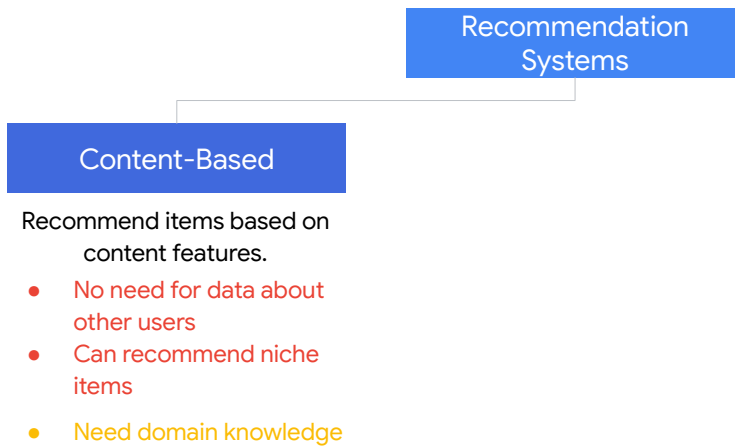 Recommendation
Systems
Content-Based
Recommend items based on
content features.
● No need for data about
other users
● Can recommend niche
items
● Need domain knowledge